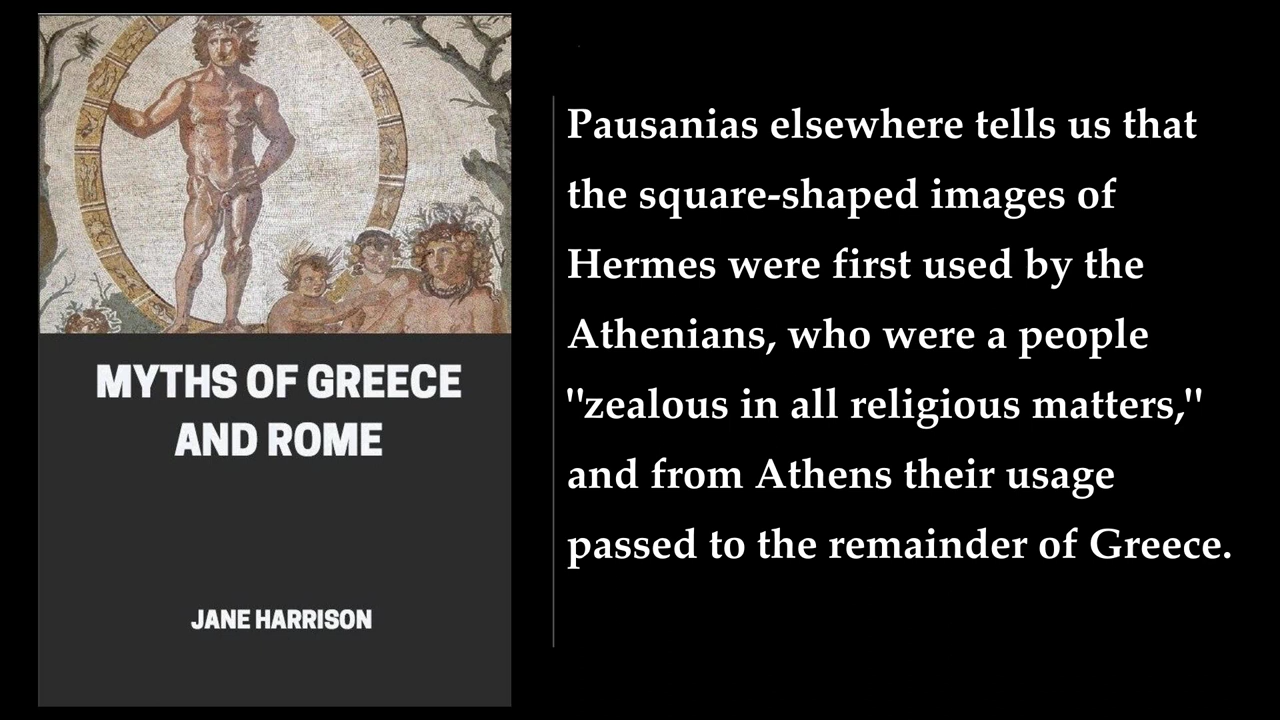 MYTHS OF GREECE
AND ROME
JANE HARRISON
Pausanias elsewhere tells us that
the square-shaped images of
Hermes were first used by the
Athenians, who were a people
"zealous in all religious matters,"
and from Athens their usage
passed to the remainder of Greece.